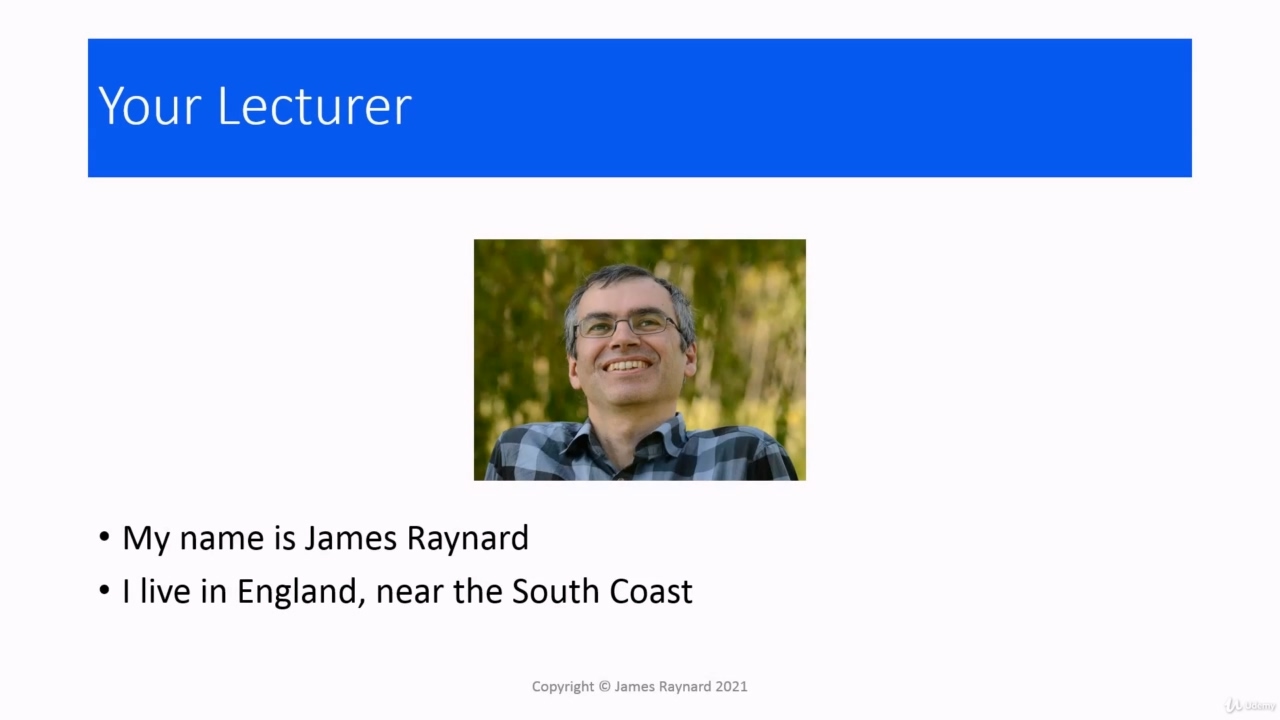 Your Lecturer
• My name is James Raynard
• I live in England, near the South Coast
Copyright © James Raynard 2021
Udemy